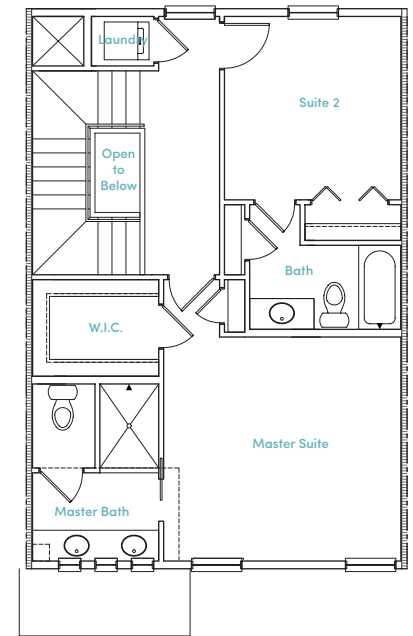 Laundry
Suite 2
Open
to
Below
Bath
W.I.C.
Master Suite
Master Bath